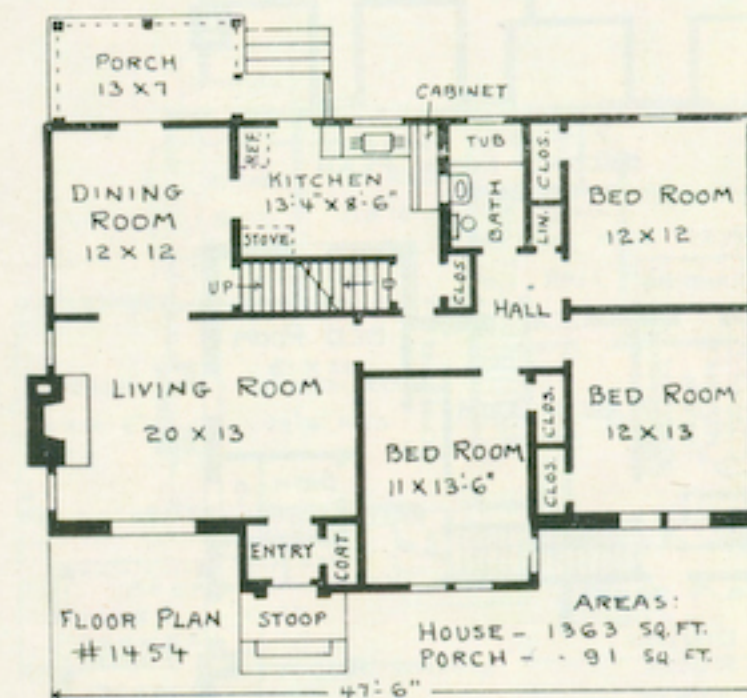 PORCH
13 X 7
CABINET
REF.
TUB
CLOS.
KITCHEN
13'-4" X 8'-6"
DINING
ROOM
12 X 12
BATH
LIN.
BED ROOM
12 X 12
STOVE
UP
D
CLOS
HALL
LIVING ROOM
20 X 13
BED ROOM
11 X 13'-6"
CLOS.
CLOS.
BED ROOM
12 X 13
ENTRY
COAT
STOOP
FLOOR PLAN
#1454
AREAS:
HOUSE - 1363 SQ. FT.
PORCH - - 91 SQ FT.
47'-6"